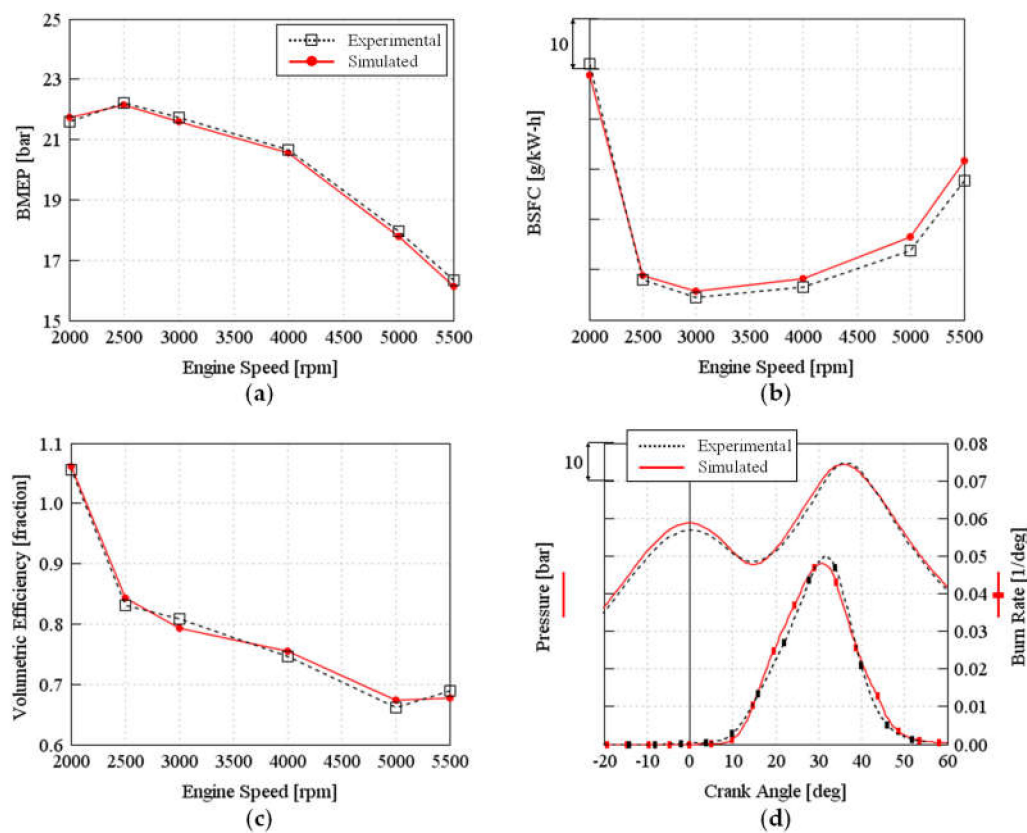 25
23
21
19
17
15
BMEP [bar]
Experimental
Simulated
2000 2500 3000 3500 4000 4500 5000 5500
Engine Speed [rpm]
(a)
10
BSFC [g/kW-h]
2000 2500 3000 3500 4000 4500 5000 5500
Engine Speed [rpm]
(b)
1.1
1.0
0.9
0.8
0.7
0.6
Volumetric Efficiency [fraction]
2000 2500 3000 3500 4000 4500 5000 5500
Engine Speed [rpm]
(c)
10
Experimental
Simulated
Pressure [bar]
0.08
0.07
0.06
0.05
0.04
0.03
0.02
0.01
0.00
Burn Rate [1/deg]
-20 -10 0 10 20 30 40 50 60
Crank Angle [deg]
(d)